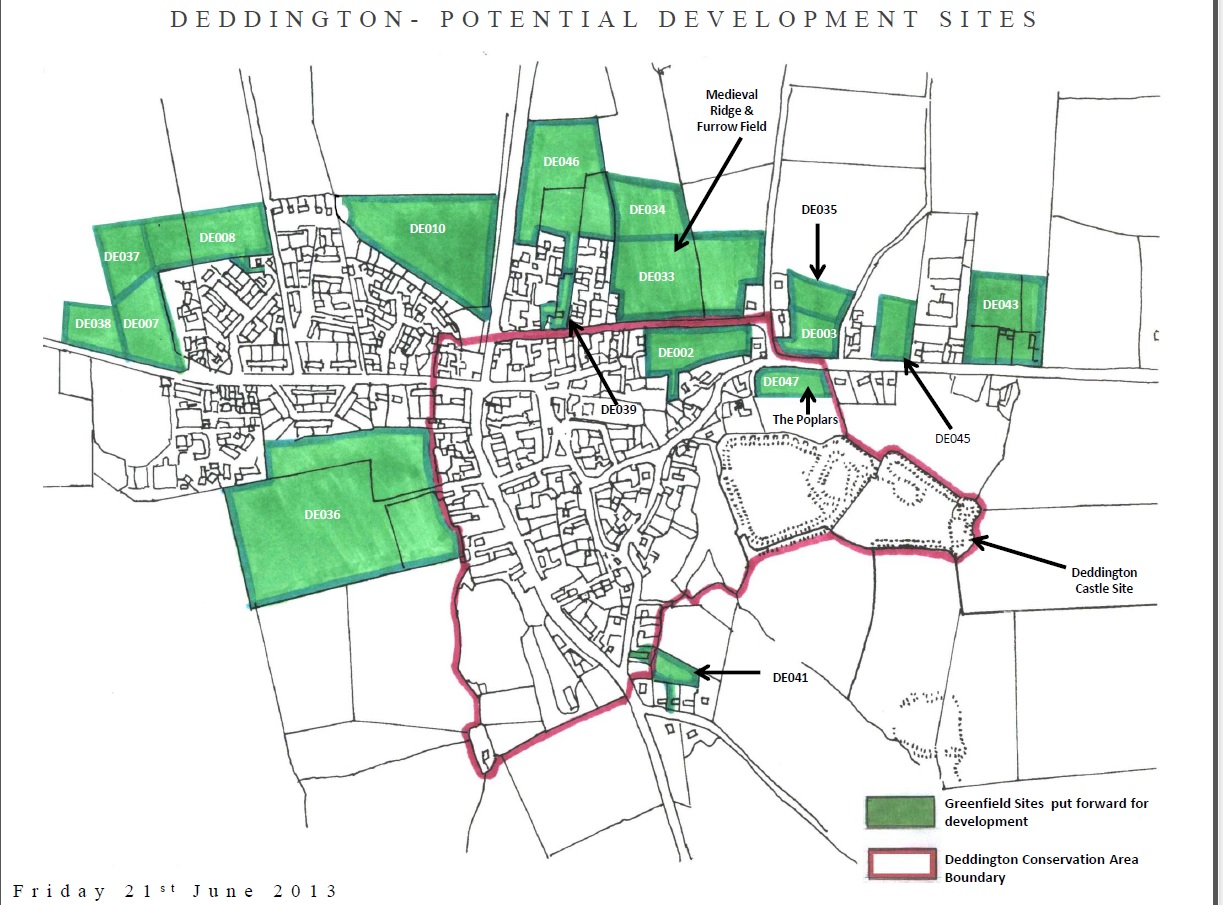 DEDDINGTON- POTENTIAL DEVELOPMENT SITES
Medieval
Ridge &
Furrow Field
DE046
DE034
DE035
DE010
DE008
DE037
DE033
DE043
DE038
DE007
DE003
DE002
DE047
DE039
The Poplars
DE045
DE036
Deddington
Castle Site
DE041
Greenfield Sites put forward for
development
Deddington Conservation Area
Boundary
Friday 21st June 2013